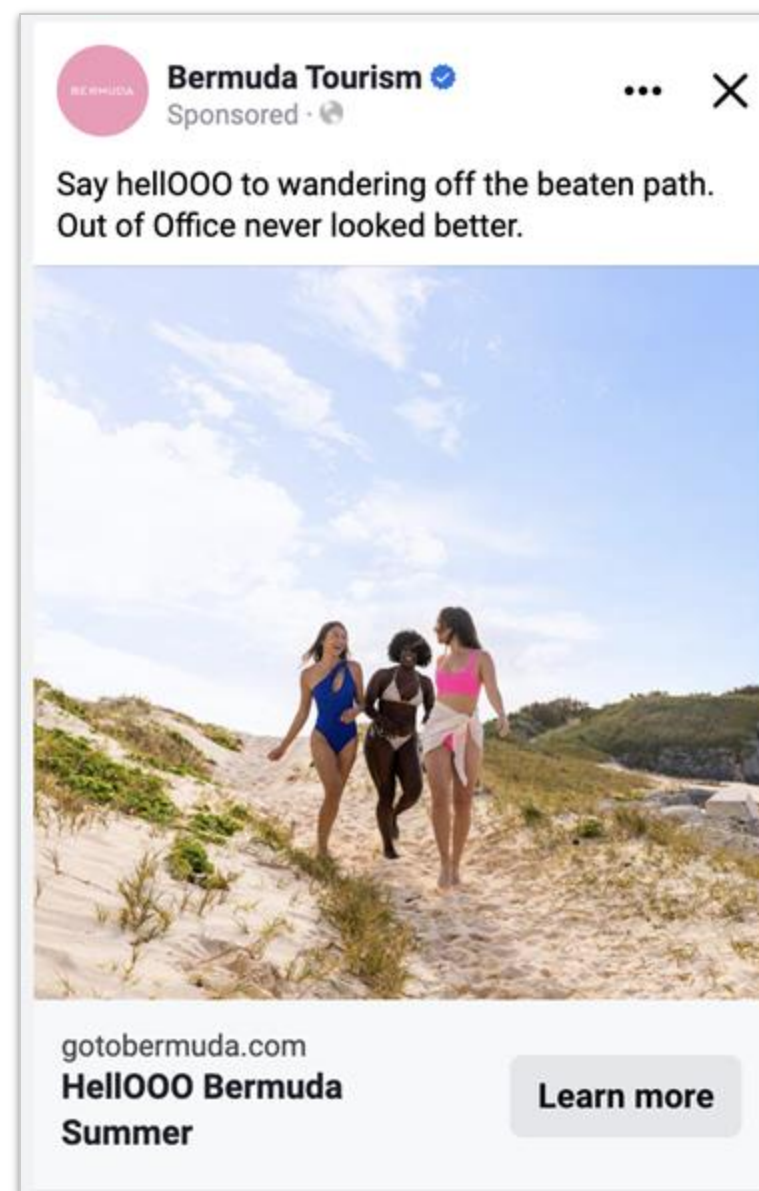 BERMUDA
Bermuda Tourism
Sponsored ·
Say hellOOO to wandering off the beaten path.
Out of Office never looked better.
gotobermuda.com
HellOOO Bermuda
Summer
Learn more